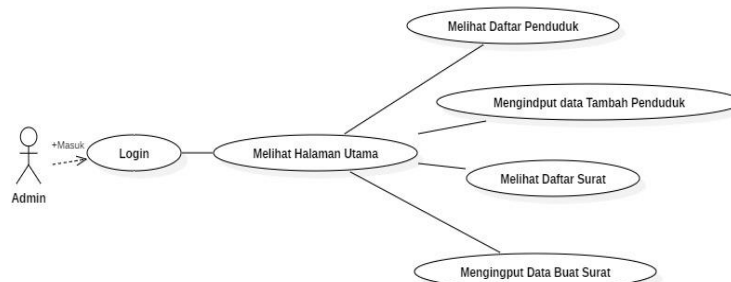 Melihat Daftar Penduduk
Mengindput data Tambah Penduduk
+Masuk
Login
Melihat Halaman Utama
Melihat Daftar Surat
Admin
Mengingput Data Buat Surat